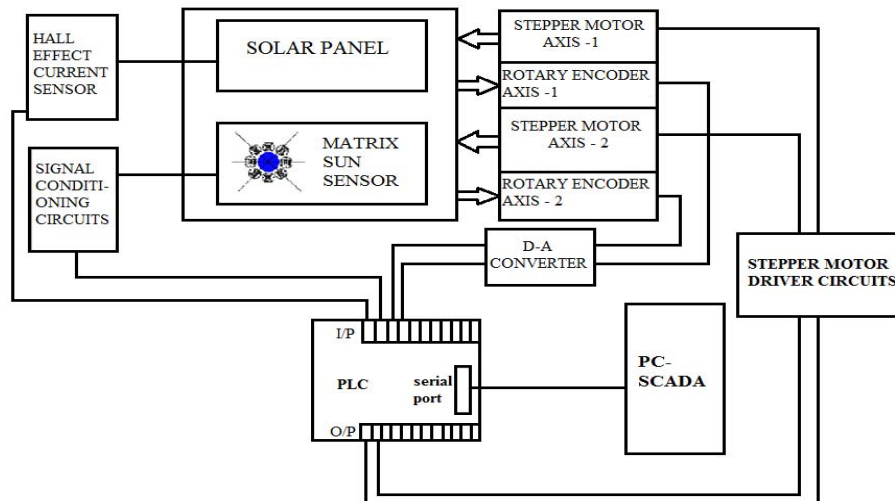 HALL
EFFECT
CURRENT
SENSOR
SOLAR PANEL
STEPPER MOTOR
AXIS -1
ROTARY ENCODER
AXIS -1
STEPPER MOTOR
AXIS - 2
ROTARY ENCODER
AXIS - 2
MATRIX
SUN
SENSOR
SIGNAL
CONDITI-
ONING
CIRCUITS
D-A
CONVERTER
STEPPER MOTOR
DRIVER CIRCUITS
I/P
PLC
serial
port
O/P
PC-
SCADA